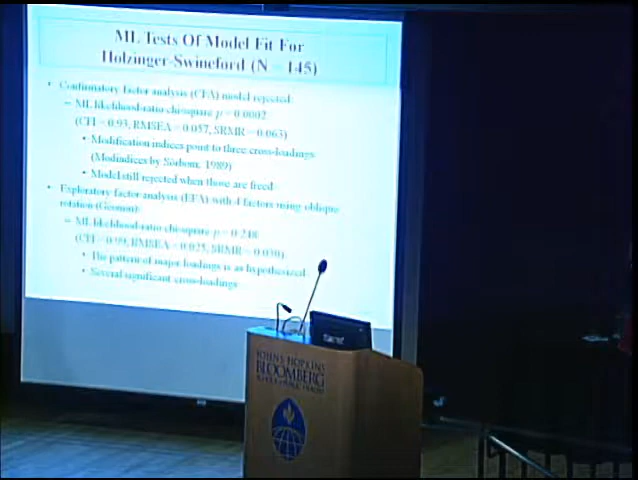 ML Tests Of Model Fit For
Holzinger-Swineford (N = 145)
• Confirmatory factor analysis (CFA) model rejected:
– ML likelihood-ratio chi-square p = 0.0002
(CFI = 0.93, RMSEA = 0.057, SRMR = 0.063)
• Modification indices point to three cross-loadings
(Modindices by Sörbom, 1989)
• Model still rejected when those are freed
• Exploratory factor analysis (EFA) with 4 factors using oblique
rotation (Geomin):
– ML likelihood-ratio chi-square p = 0.248
(CFI = 0.99, RMSEA = 0.025, SRMR = 0.030)
• The pattern of major loadings is as hypothesized
• Several significant cross-loadings
JOHNS HOPKINS
BLOOMBERG
SCHOOL of PUBLIC HEALTH